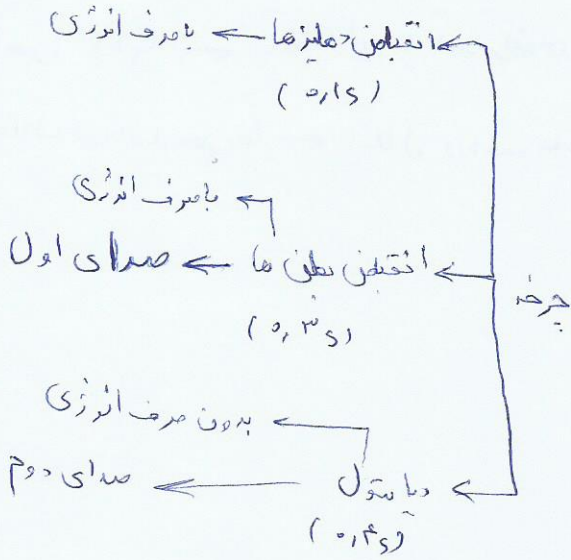 انقباض دهلیزها ← با صرف انرژی
(۰,۱s)
با صرف انرژی
انقباض بطن ها ← صدای اول
(۰,۳s)
چرخه
بدون صرف انرژی
دیاستول ← صدای دوم
(۰,۴s)